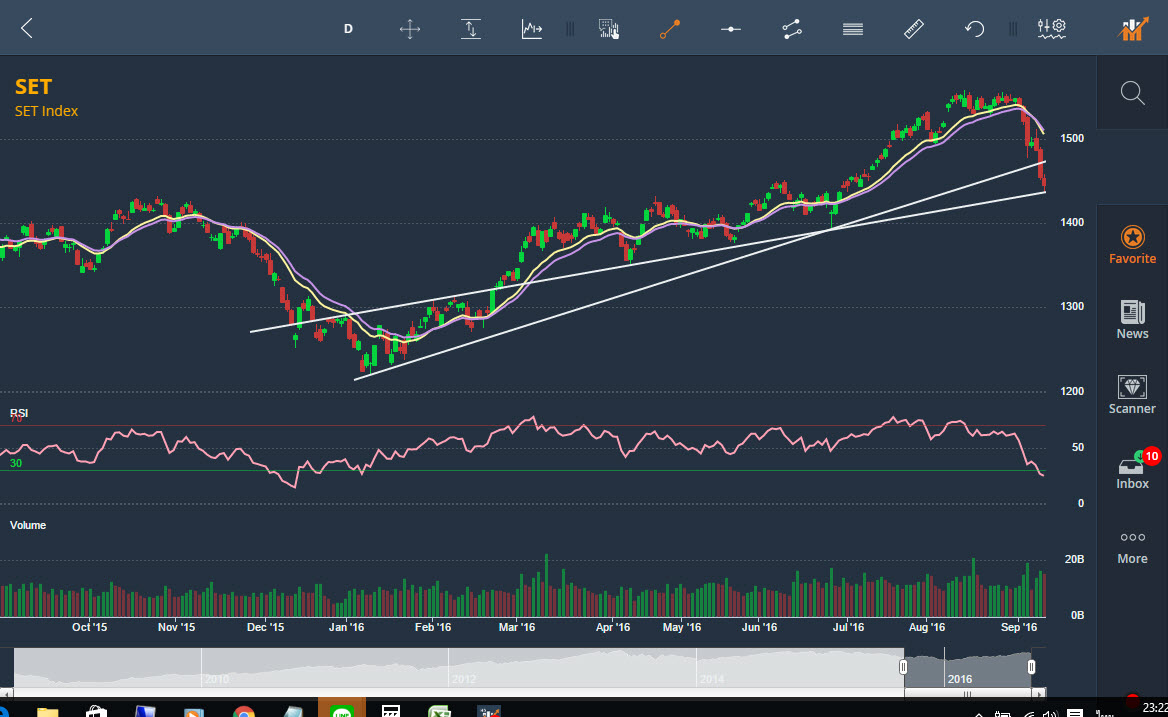 D
SET
SET Index
1500
1400
1300
1200
Favorite
News
Scanner
10
Inbox
More
RSI
70
30
50
0
Volume
20B
0B
Oct '15
Nov '15
Dec '15
Jan '16
Feb '16
Mar '16
Apr '16
May '16
Jun '16
Jul '16
Aug '16
Sep '16
2010
2012
2014
2016
LINE
23:22